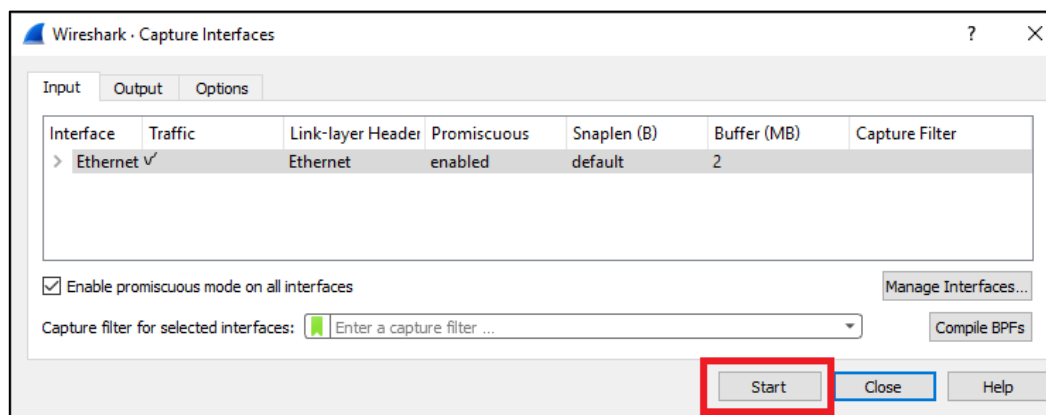 Wireshark · Capture Interfaces ? X
Input Output Options
Interface Traffic Link-layer Header Promiscuous Snaplen (B) Buffer (MB) Capture Filter
> Ethernet Ethernet enabled default 2
Enable promiscuous mode on all interfaces Manage Interfaces...
Capture filter for selected interfaces: Enter a capture filter ... Compile BPFs
Start Close Help